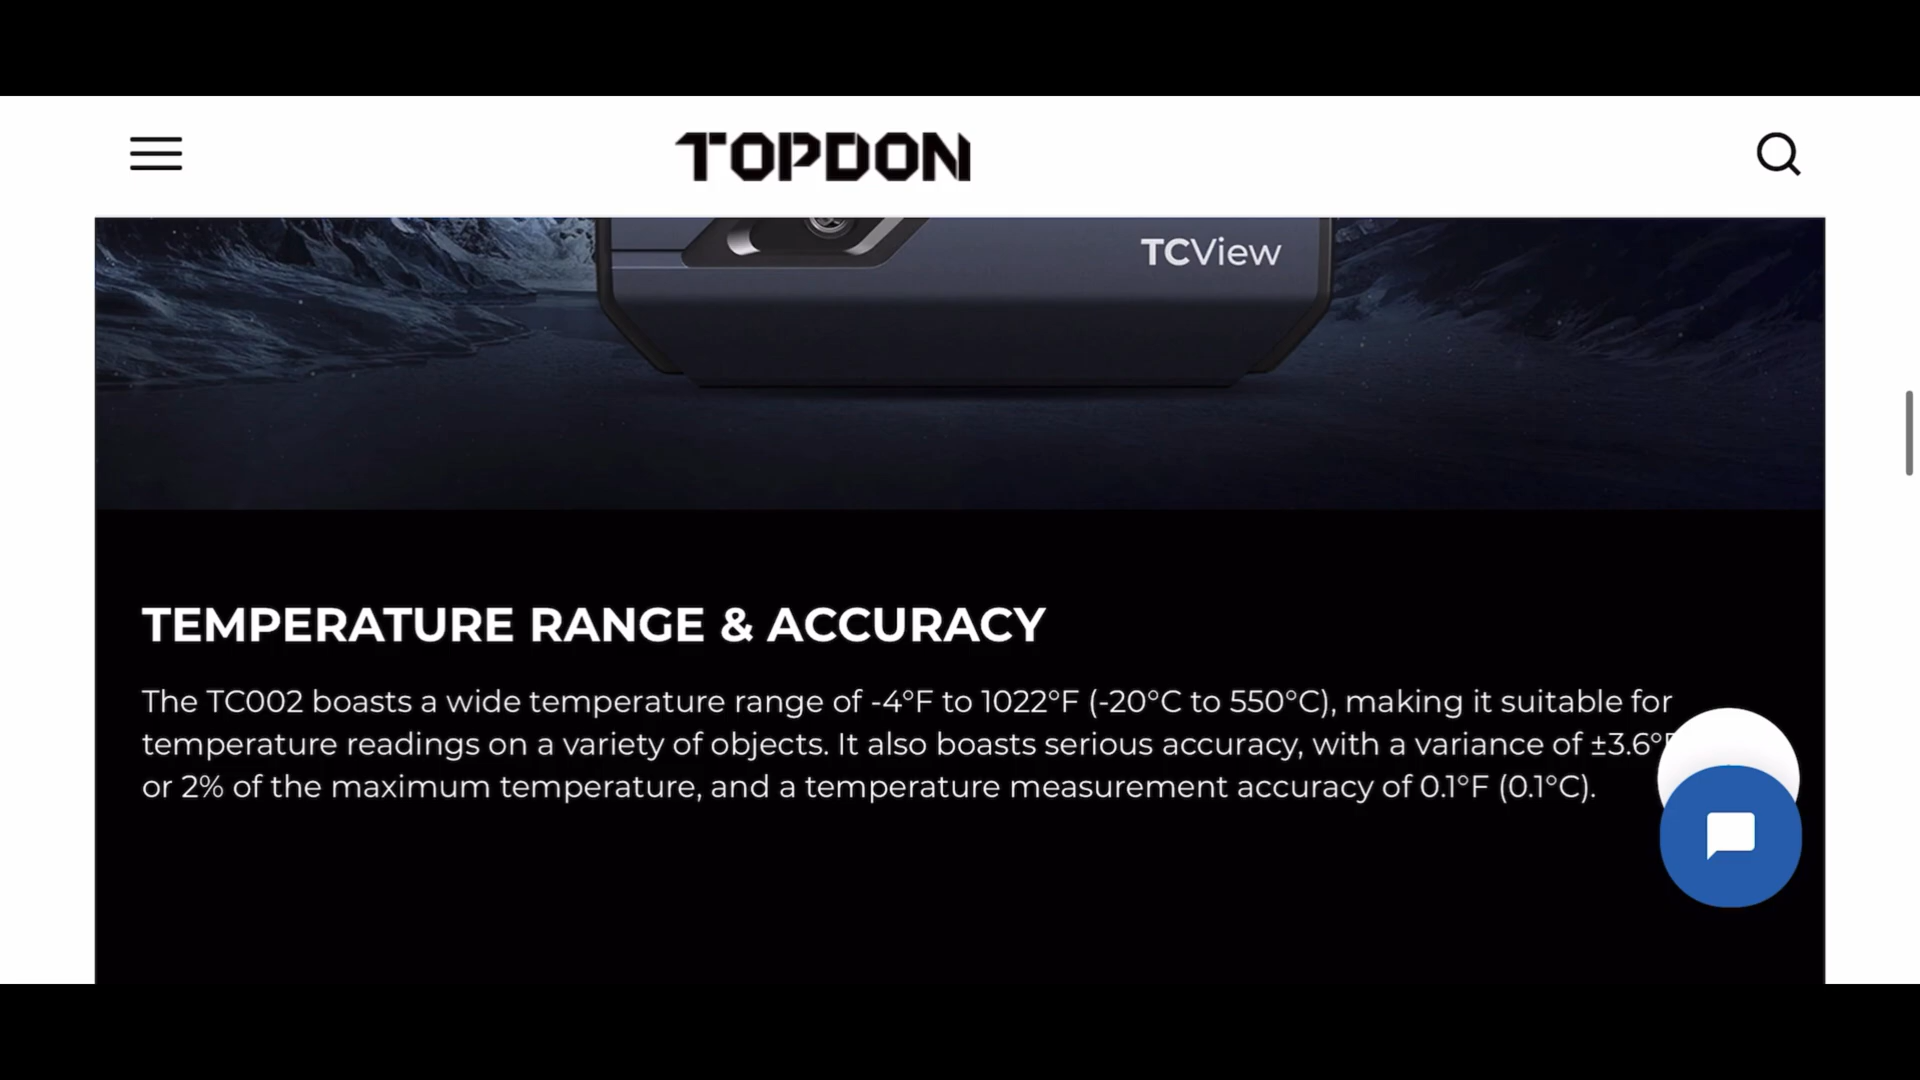 TOPDON
TCView
TEMPERATURE RANGE & ACCURACY
The TC002 boasts a wide temperature range of -4°F to 1022°F (-20°C to 550°C), making it suitable for
temperature readings on a variety of objects. It also boasts serious accuracy, with a variance of ±3.6°F
or 2% of the maximum temperature, and a temperature measurement accuracy of 0.1°F (0.1°C).